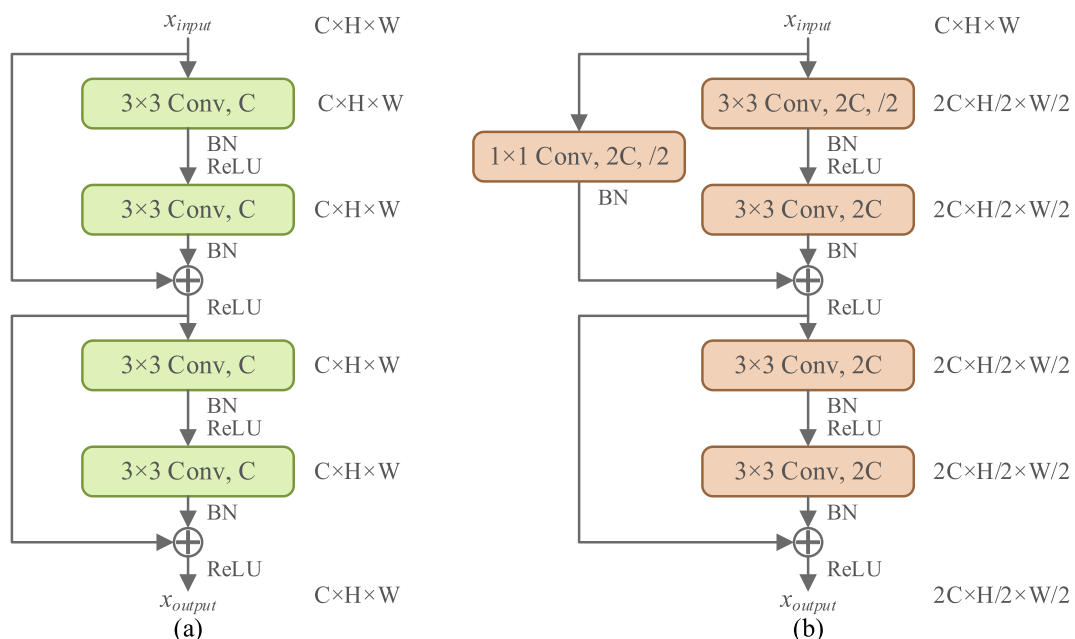 x_input C×H×W
3×3 Conv, C C×H×W
BN
ReLU
3×3 Conv, C C×H×W
BN
ReLU
3×3 Conv, C C×H×W
BN
ReLU
3×3 Conv, C C×H×W
BN
ReLU
x_output C×H×W
(a)
x_input C×H×W
3×3 Conv, 2C, /2 2C×H/2×W/2
BN
ReLU
1×1 Conv, 2C, /2
BN
3×3 Conv, 2C 2C×H/2×W/2
BN
ReLU
3×3 Conv, 2C 2C×H/2×W/2
BN
ReLU
3×3 Conv, 2C 2C×H/2×W/2
BN
ReLU
x_output 2C×H/2×W/2
(b)